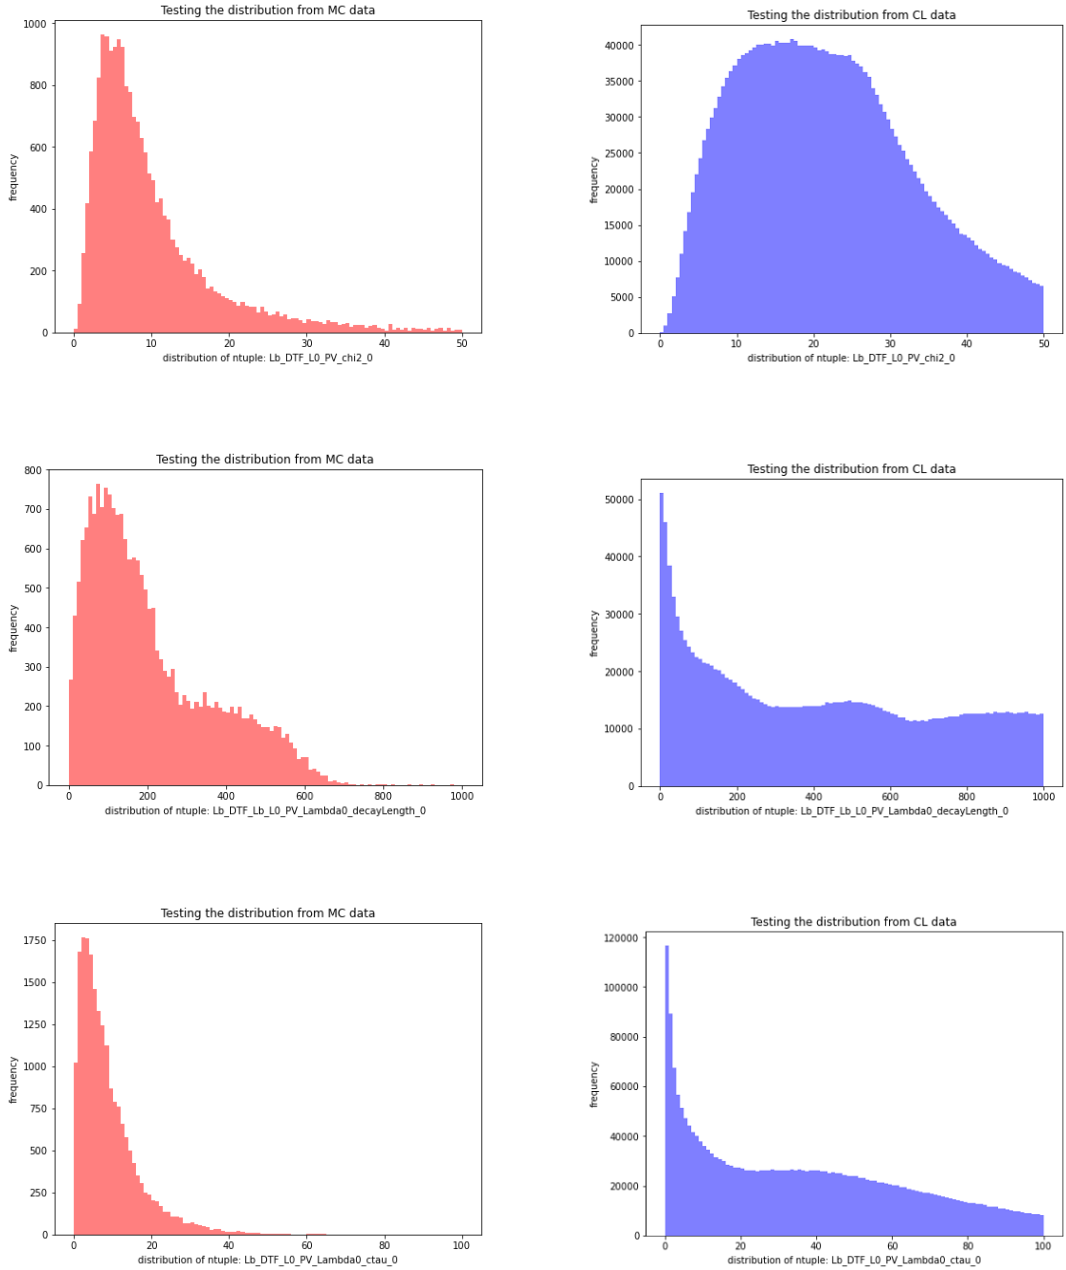 Testing the distribution from MC data
1000
800
600
400
200
0
frequency
0 10 20 30 40 50
distribution of ntuple: Lb_DTF_L0_PV_chi2_0
Testing the distribution from CL data
40000
35000
30000
25000
20000
15000
10000
5000
0
frequency
0 10 20 30 40 50
distribution of ntuple: Lb_DTF_L0_PV_chi2_0
Testing the distribution from MC data
800
700
600
500
400
300
200
100
0
frequency
0 200 400 600 800 1000
distribution of ntuple: Lb_DTF_Lb_L0_PV_Lambda0_decayLength_0
Testing the distribution from CL data
50000
40000
30000
20000
10000
0
frequency
0 200 400 600 800 1000
distribution of ntuple: Lb_DTF_Lb_L0_PV_Lambda0_decayLength_0
Testing the distribution from MC data
1750
1500
1250
1000
750
500
250
0
frequency
0 20 40 60 80 100
distribution of ntuple: Lb_DTF_L0_PV_Lambda0_ctau_0
Testing the distribution from CL data
120000
100000
80000
60000
40000
20000
0
frequency
0 20 40 60 80 100
distribution of ntuple: Lb_DTF_L0_PV_Lambda0_ctau_0